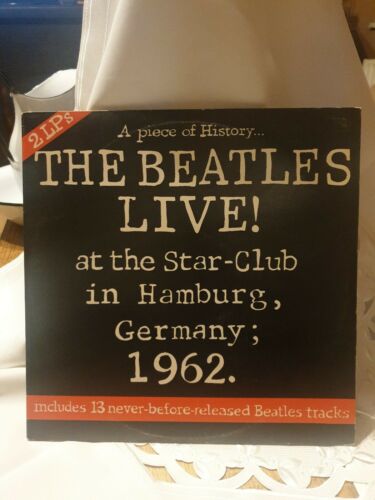 2 LPs
A piece of History...
THE BEATLES
LIVE!
at the Star-Club
in Hamburg,
Germany;
1962.
includes 13 never-before-released Beatles tracks